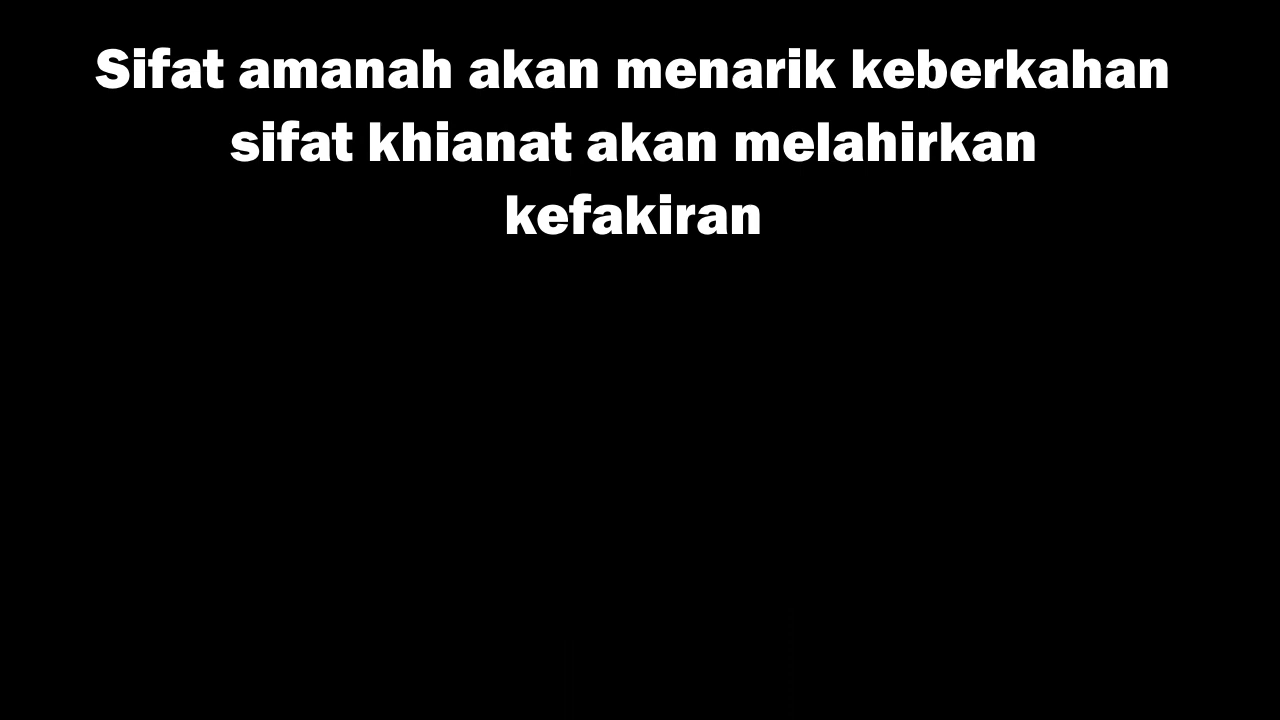 Sifat amanah akan menarik keberkahan
sifat khianat akan melahirkan
kefakiran